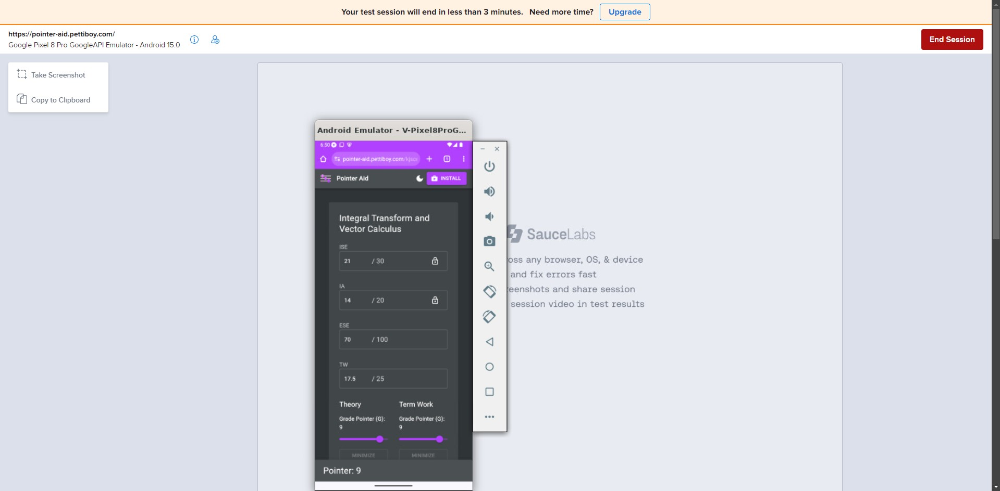 Your test session will end in less than 3 minutes. Need more time? Upgrade
https://pointer-aid.pettiboy.com/
Google Pixel 8 Pro GoogleAPI Emulator - Android 15.0
End Session
Take Screenshot
Copy to Clipboard
Android Emulator - V-Pixel8ProG...
6:50
pointer-aid.pettiboy.com/kjsce
1
Pointer Aid
INSTALL
Integral Transform and
Vector Calculus
ISE
21 / 30
IA
14 / 20
ESE
70 / 100
TW
17.5 / 25
Theory Term Work
Grade Pointer (G): Grade Pointer (G):
9 9
MINIMIZE MINIMIZE
Pointer: 9
SauceLabs
oss any browser, OS, & device
and fix errors fast
reenshots and share session
session video in test results